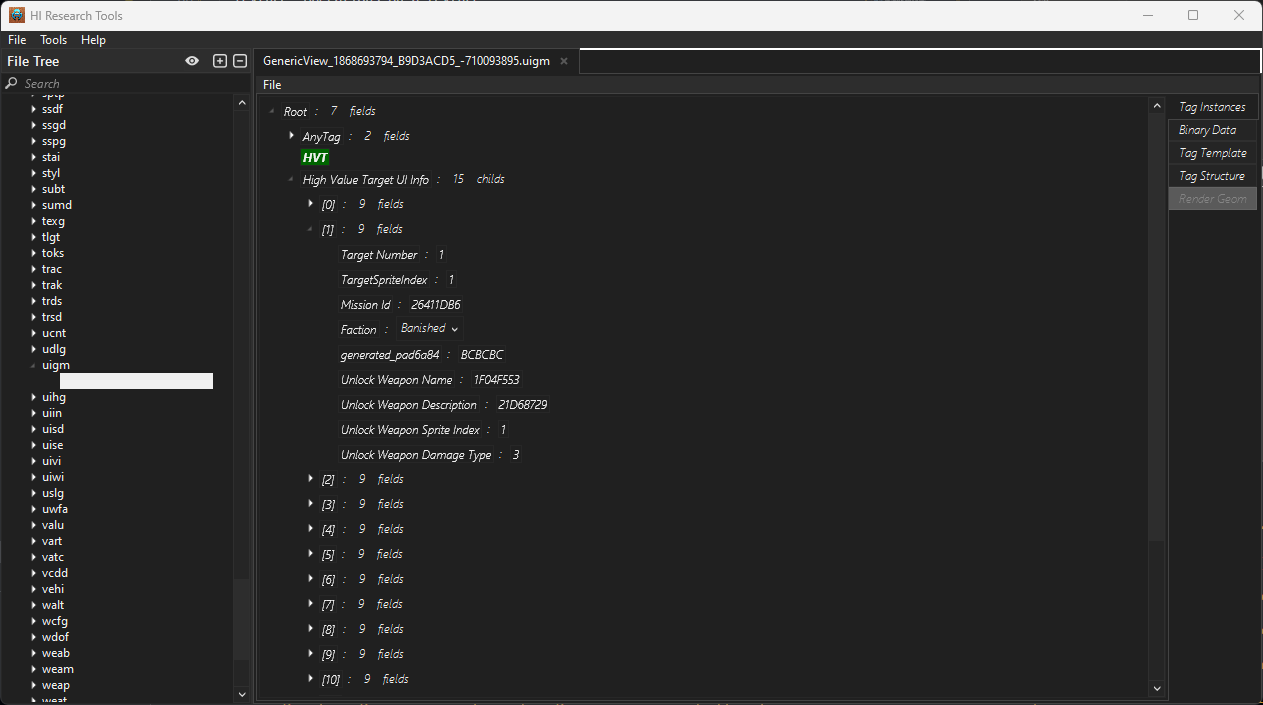 HI Research Tools
File Tools Help
File Tree
Search
sptp
ssdf
ssgd
sspg
stai
styl
subt
sumd
texg
tlgt
toks
trac
trak
trds
trsd
ucnt
udlg
uigm
uihg
uiin
uisd
uise
uivi
uiwi
uslg
uwfa
valu
vart
vatc
vcdd
vehi
walt
wcfg
wdof
weab
weam
weap
weat
GenericView_1868693794_B9D3ACD5_-710093895.uigm
File
Root : 7 fields
AnyTag : 2 fields
HVT
High Value Target UI Info : 15 childs
[0] : 9 fields
[1] : 9 fields
Target Number : 1
TargetSpriteIndex : 1
Mission Id : 26411DB6
Faction : Banished
generated_pad6a84 : BCBCBC
Unlock Weapon Name : 1F04F553
Unlock Weapon Description : 21D68729
Unlock Weapon Sprite Index : 1
Unlock Weapon Damage Type : 3
[2] : 9 fields
[3] : 9 fields
[4] : 9 fields
[5] : 9 fields
[6] : 9 fields
[7] : 9 fields
[8] : 9 fields
[9] : 9 fields
[10] : 9 fields
Tag Instances
Binary Data
Tag Template
Tag Structure
Render Geom